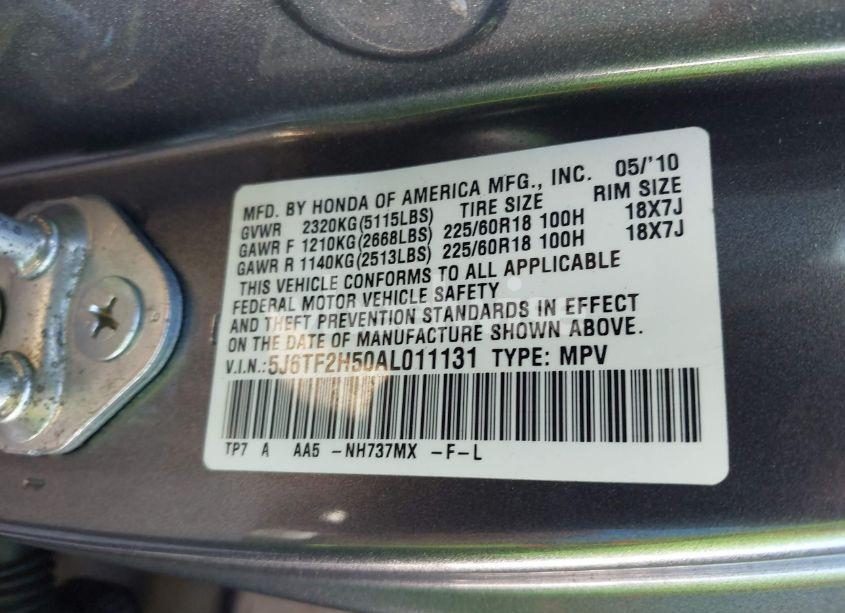 MFD. BY HONDA OF AMERICA MFG., INC. 05/'10
GVWR 2320KG(5115LBS) TIRE SIZE RIM SIZE
GAWR F 1210KG(2668LBS) 225/60R18 100H 18X7J
GAWR R 1140KG(2513LBS) 225/60R18 100H 18X7J
THIS VEHICLE CONFORMS TO ALL APPLICABLE
FEDERAL MOTOR VEHICLE SAFETY
AND THEFT PREVENTION STANDARDS IN EFFECT
ON THE DATE OF MANUFACTURE SHOWN ABOVE.
V.I.N.:5J6TF2H50AL011131 TYPE: MPV
TP7 A AA5 -NH737MX -F-L